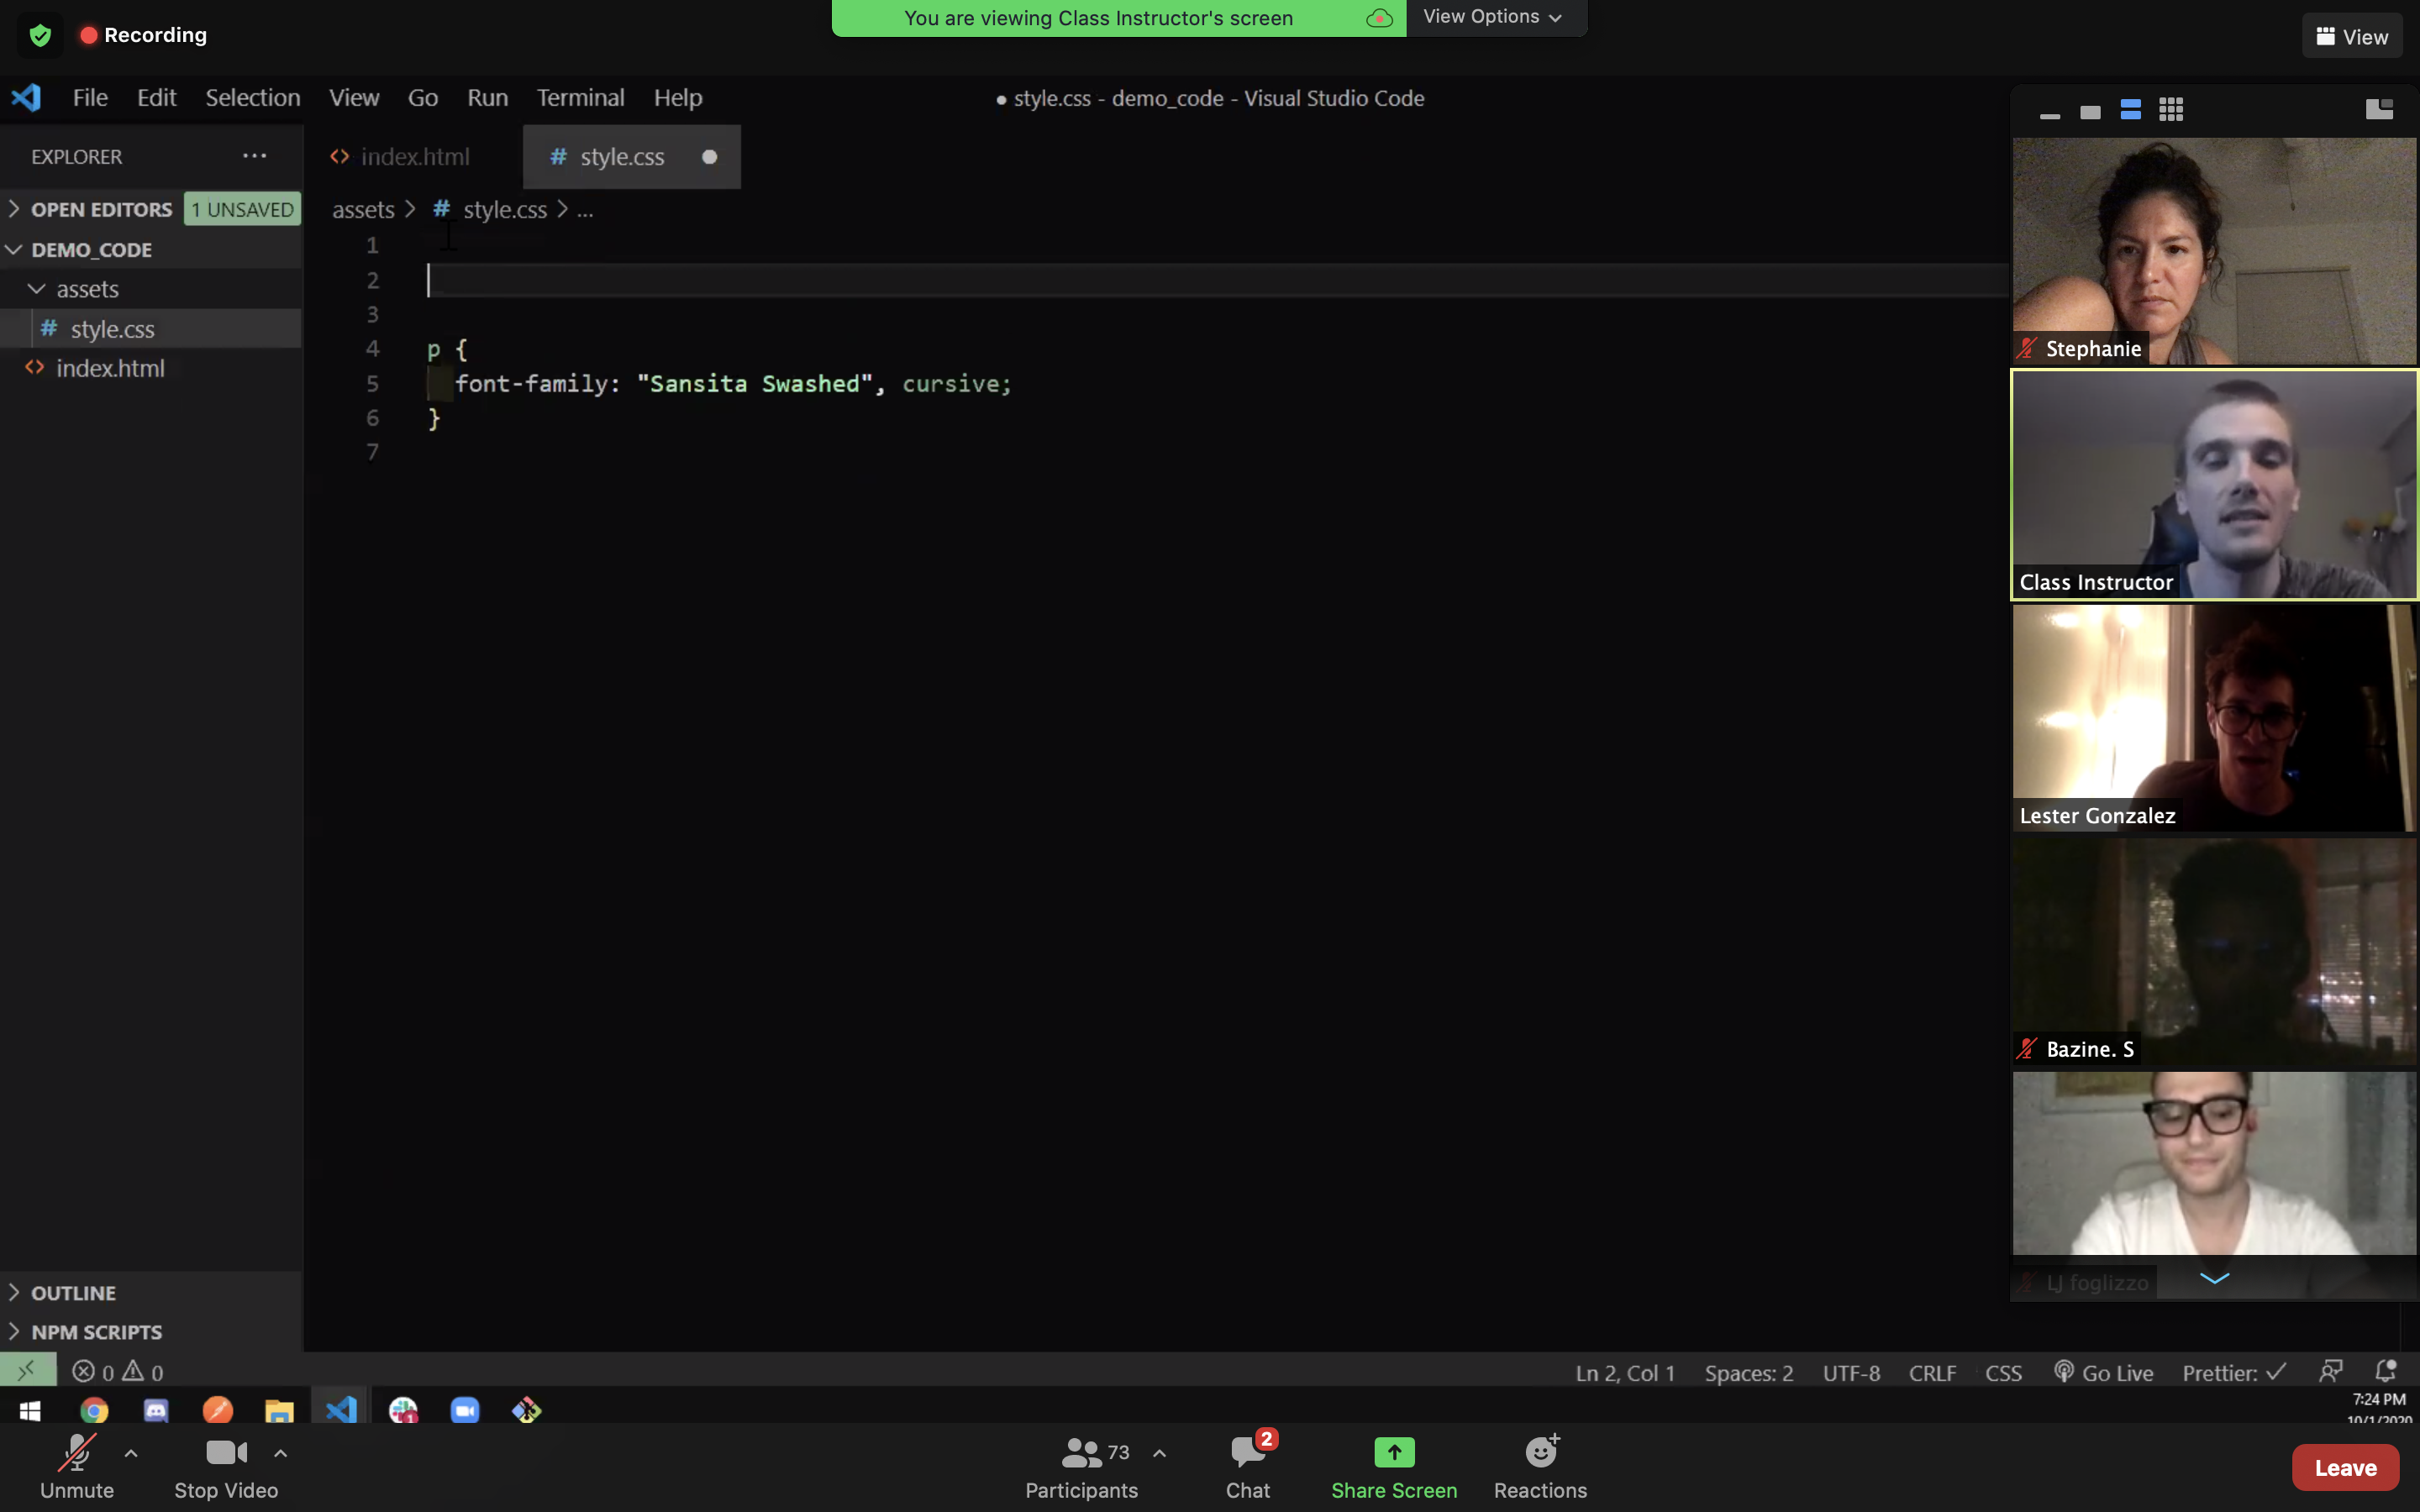 Recording
You are viewing Class Instructor's screen
View Options
View
File Edit Selection View Go Run Terminal Help
● style.css - demo_code - Visual Studio Code
EXPLORER ···
<> index.html
# style.css ●
OPEN EDITORS 1 UNSAVED
assets > # style.css > ...
DEMO_CODE
assets
# style.css
<> index.html
1
2
3
4 p {
5 font-family: "Sansita Swashed", cursive;
6 }
7
Stephanie
Class Instructor
Lester Gonzalez
Bazine. S
LJ foglizzo
OUTLINE
NPM SCRIPTS
0 0
Ln 2, Col 1 Spaces: 2 UTF-8 CRLF CSS Go Live Prettier: ✓
1
7:24 PM
10/1/2020
Unmute
Stop Video
73
Participants
2
Chat
Share Screen
Reactions
Leave